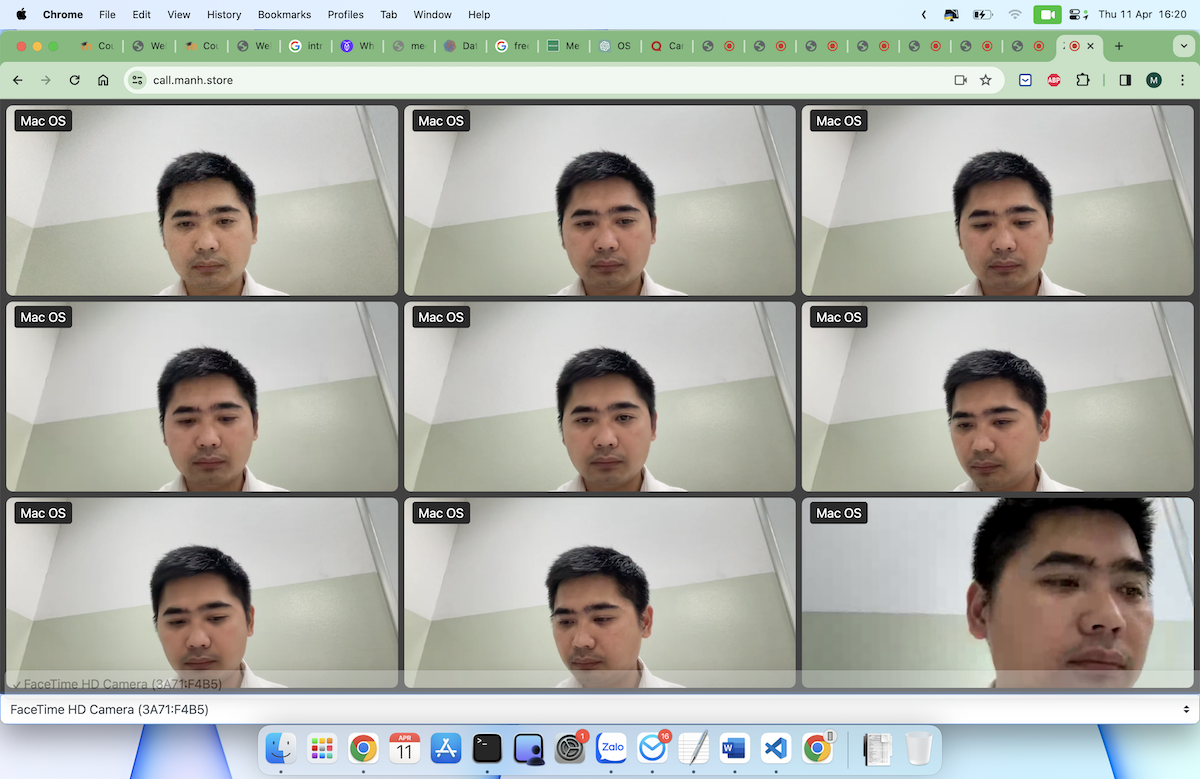 Chrome File Edit View History Bookmarks Profiles Tab Window Help Thu 11 Apr 16:20
Cou We Cou We inte Wh me Dat free Me OS Car
call.manh.store ABP M
Mac OS Mac OS Mac OS
Mac OS Mac OS Mac OS
Mac OS Mac OS Mac OS
✓ FaceTime HD Camera (3A71:F4B5)
FaceTime HD Camera (3A71:F4B5)
APR 1 16
11 Zalo W